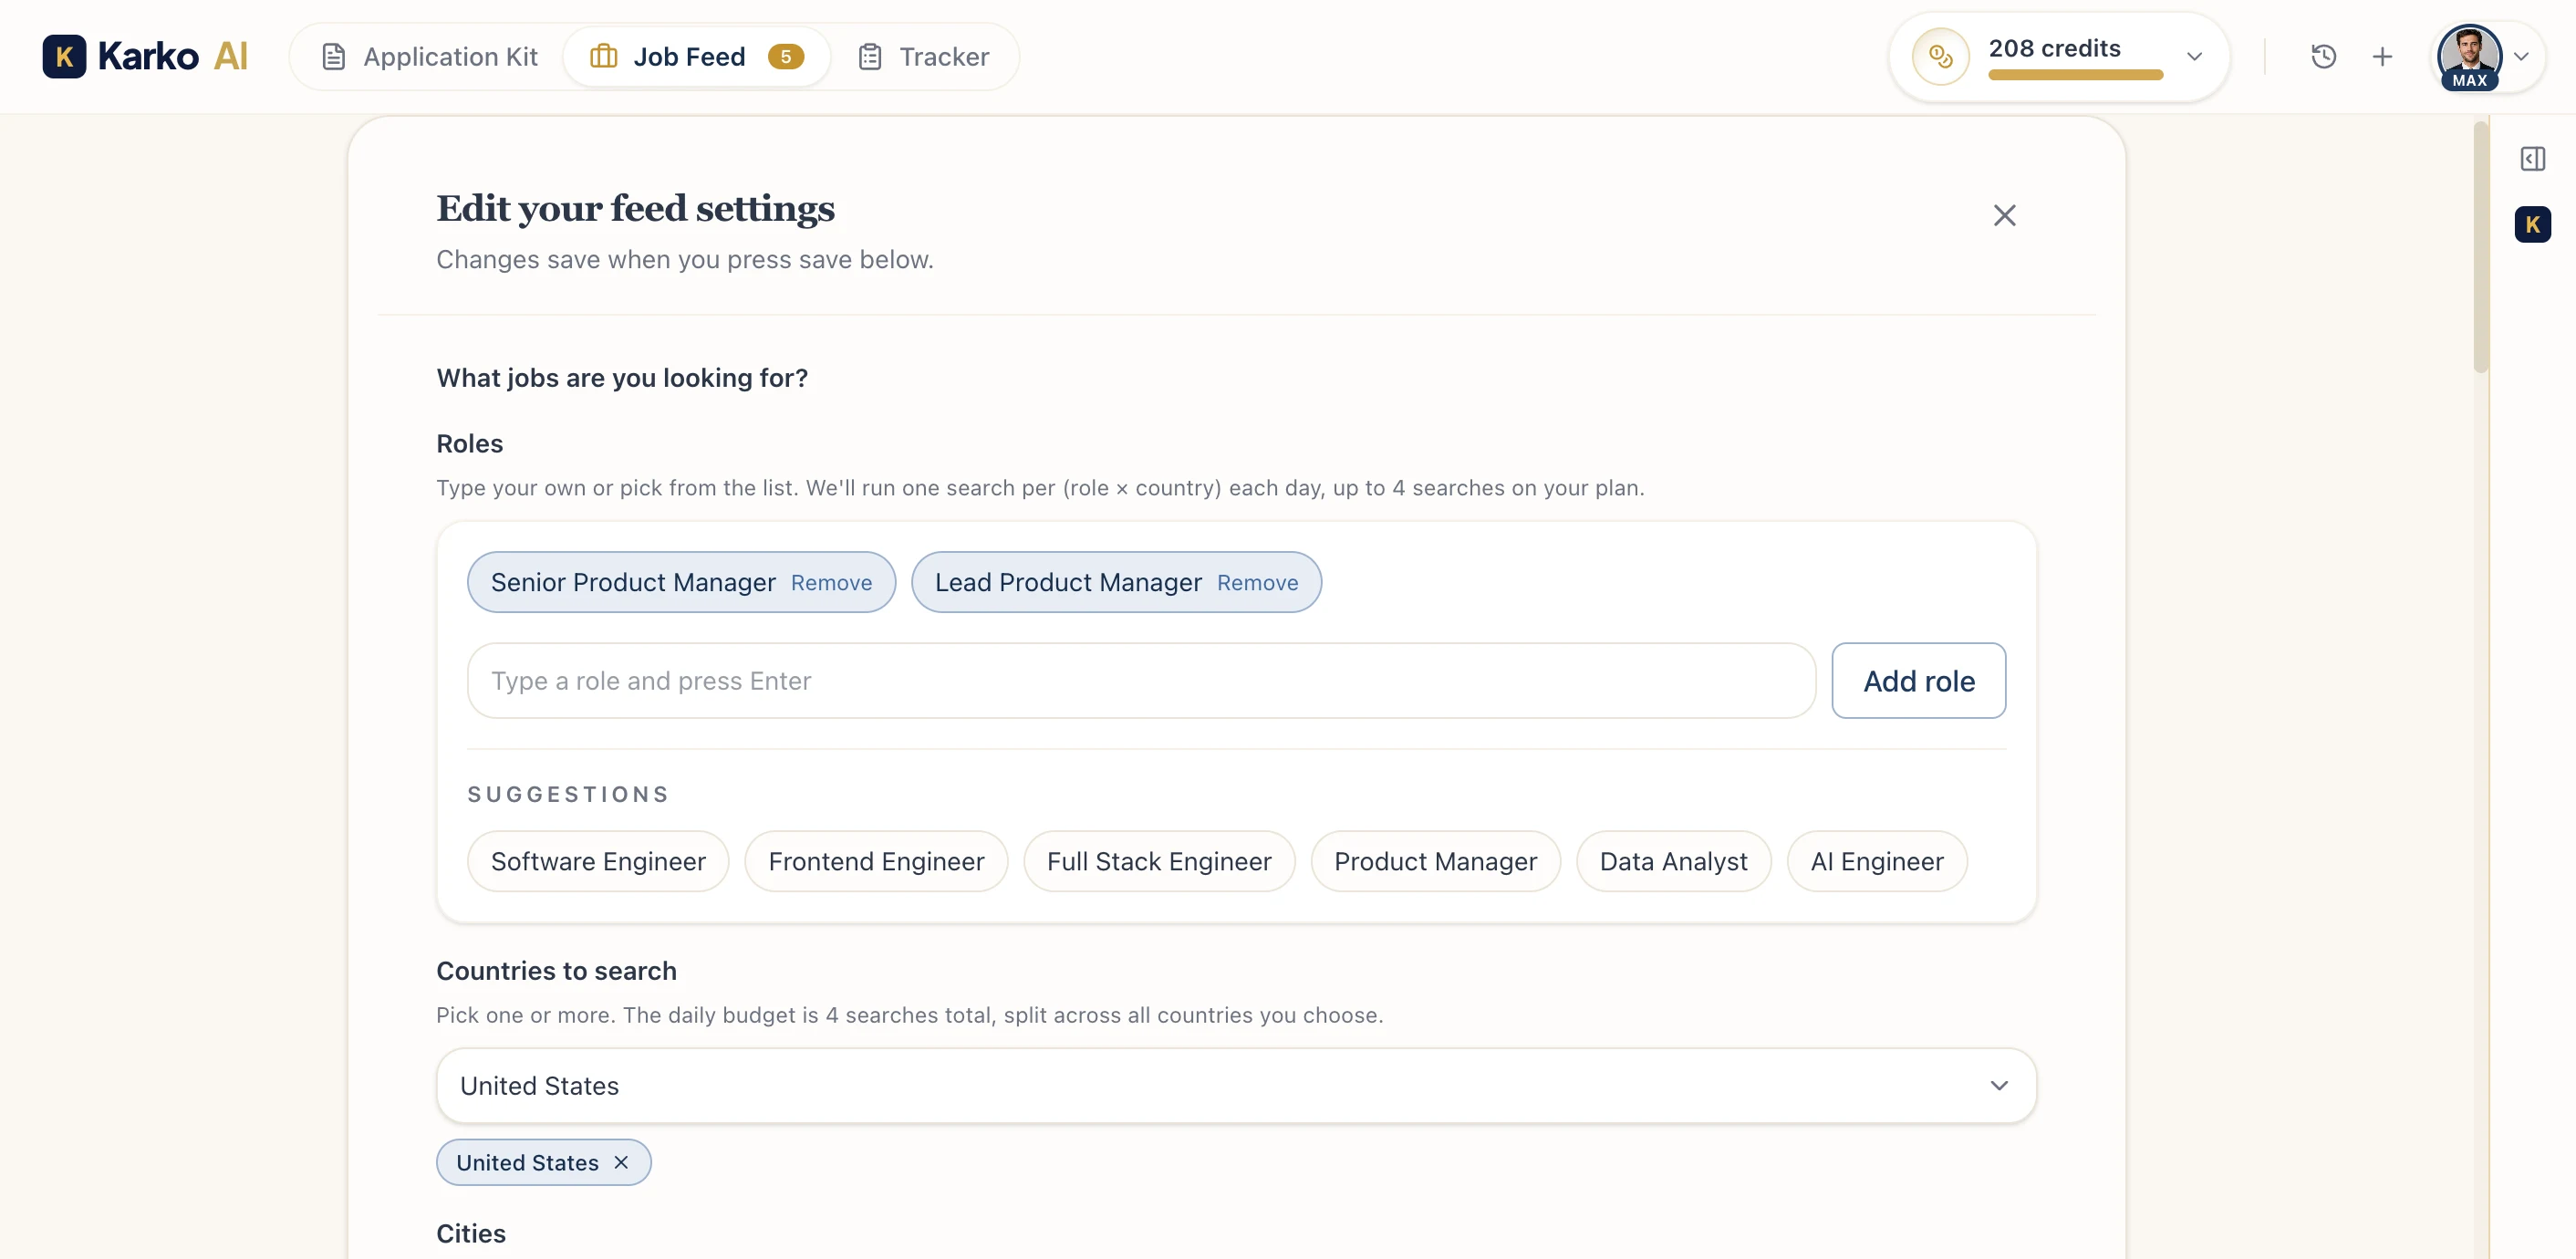 K Karko AI
Application Kit
Job Feed 5
Tracker
208 credits
MAX
K
Edit your feed settings
Changes save when you press save below.
What jobs are you looking for?
Roles
Type your own or pick from the list. We'll run one search per (role × country) each day, up to 4 searches on your plan.
Senior Product Manager Remove
Lead Product Manager Remove
Type a role and press Enter
Add role
SUGGESTIONS
Software Engineer
Frontend Engineer
Full Stack Engineer
Product Manager
Data Analyst
AI Engineer
Countries to search
Pick one or more. The daily budget is 4 searches total, split across all countries you choose.
United States
United States
Cities